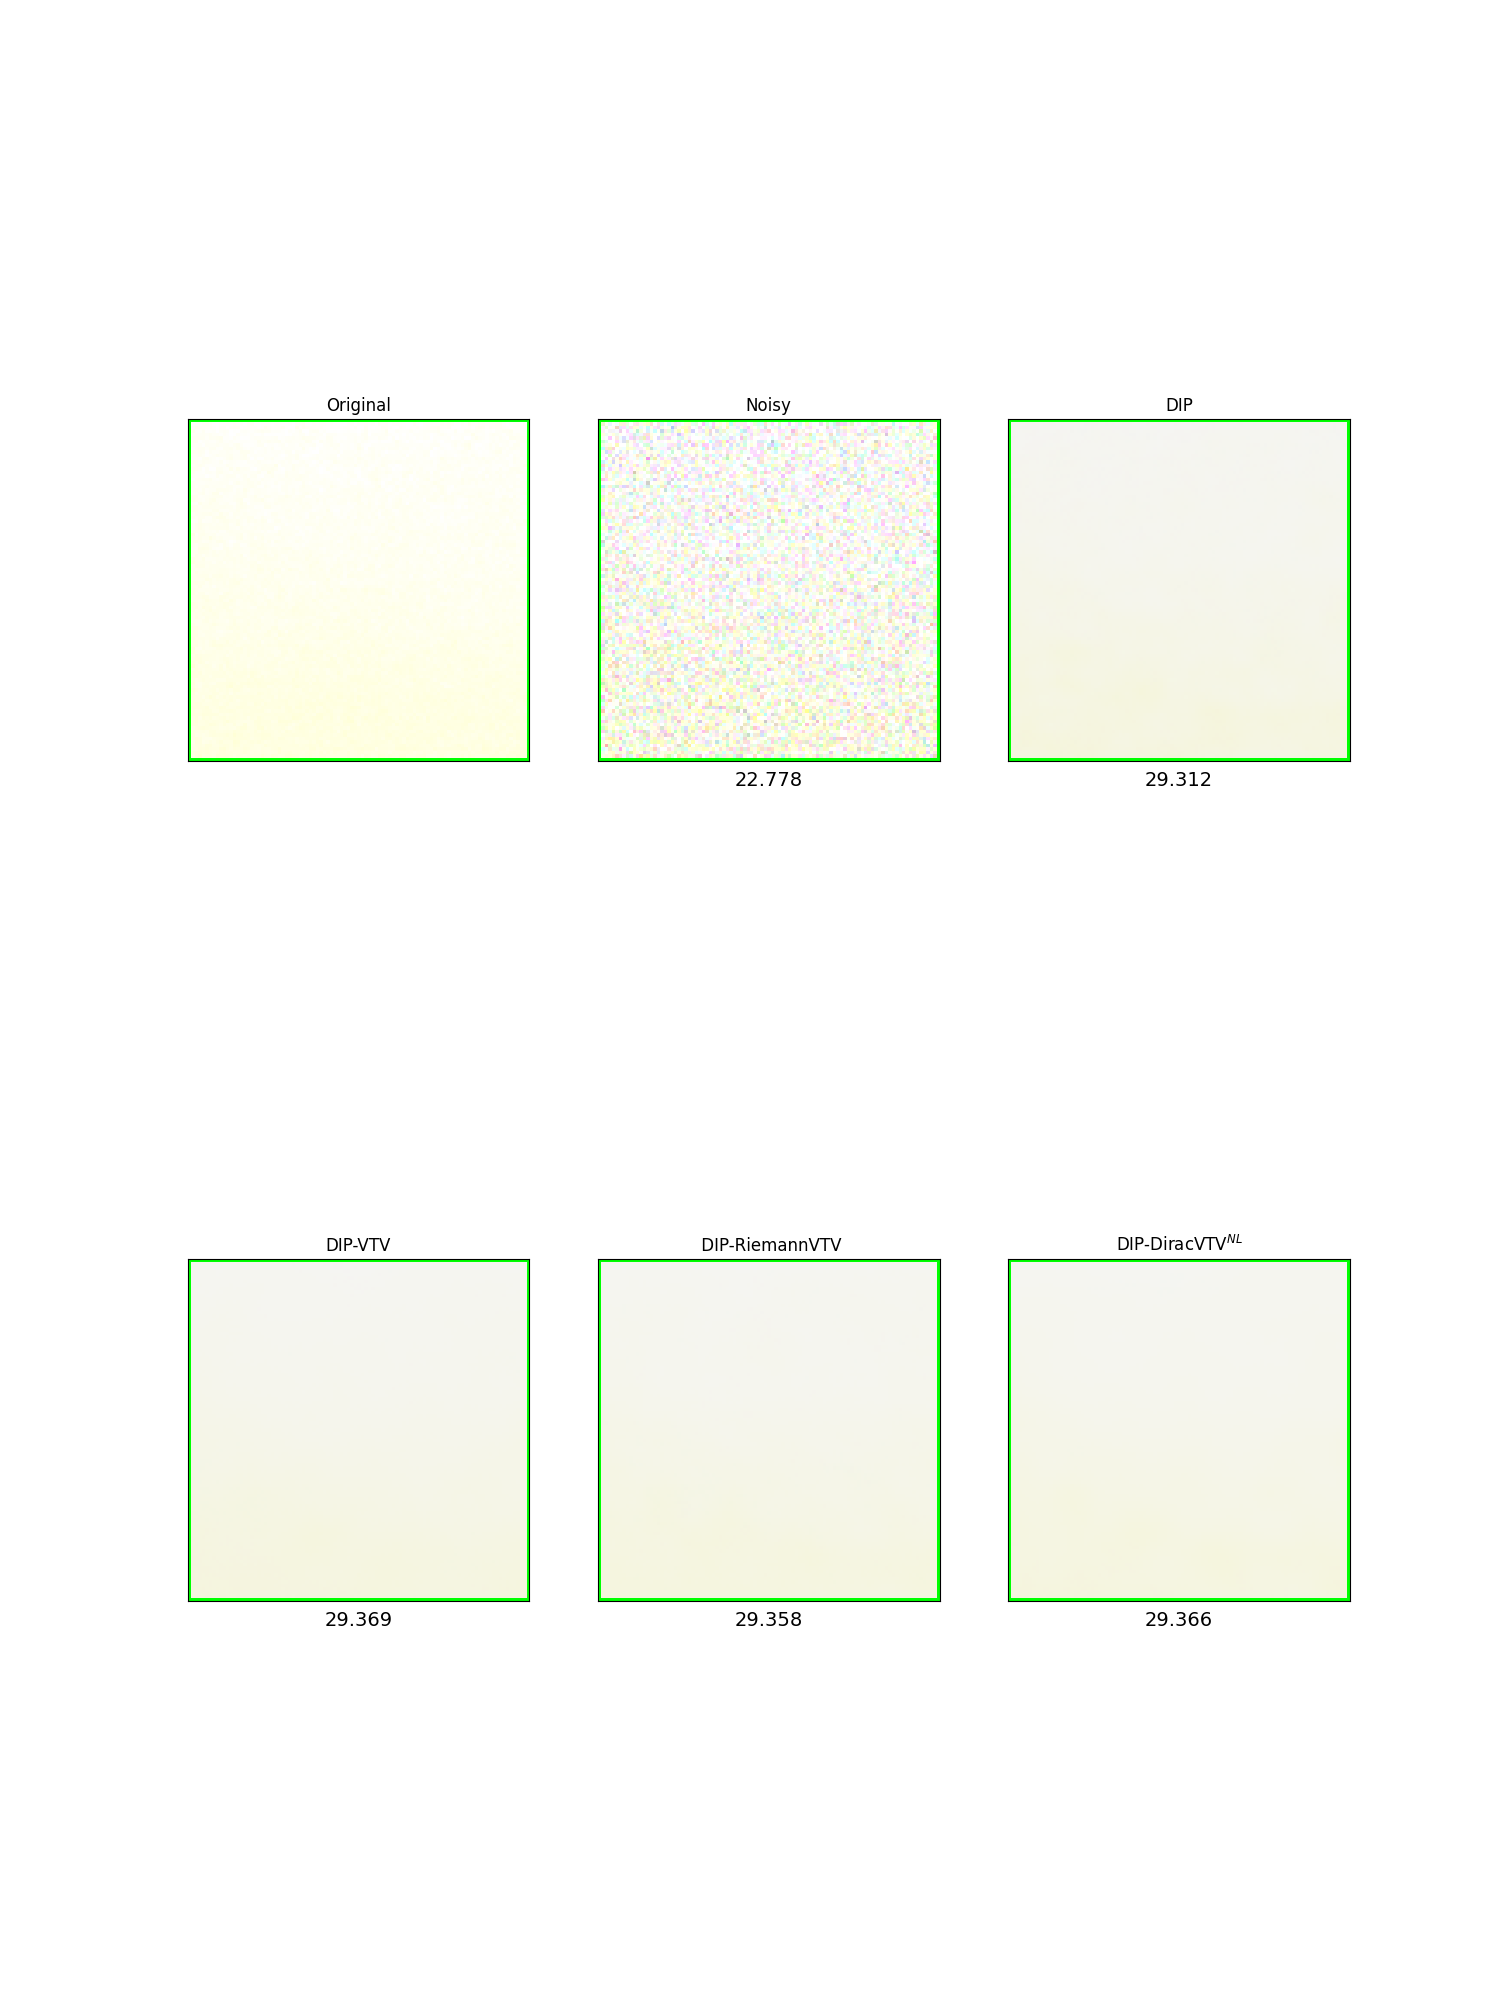 Original
Noisy
DIP
22.778
29.312
DIP-VTV
DIP-RiemannVTV
DIP-DiracVTV^{NL}
29.369
29.358
29.366